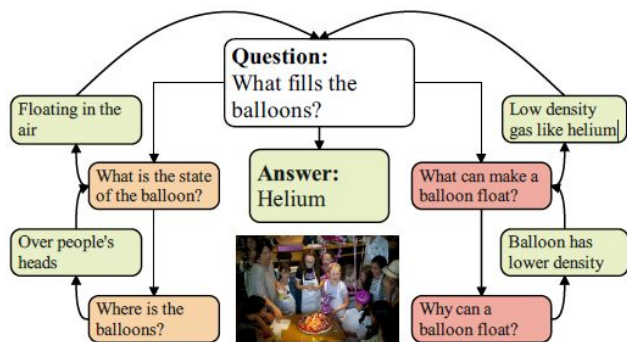 Question:
What fills the
balloons?
Floating in the
air
Low density
gas like helium
Answer:
Helium
What is the state
of the balloon?
What can make a
balloon float?
Over people's
heads
Balloon has
lower density
Where is the
balloons?
Why can a
balloon float?